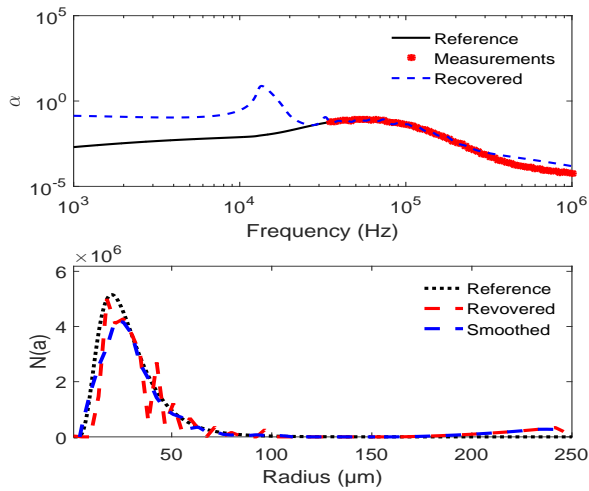 10^5
Reference
Measurements
Recovered
α
10^0
10^-5
10^3
10^4
10^5
10^6
Frequency (Hz)
×10^6
6
Reference
Revovered
Smoothed
N(a)
4
2
0
50
100
150
200
250
Radius (μm)